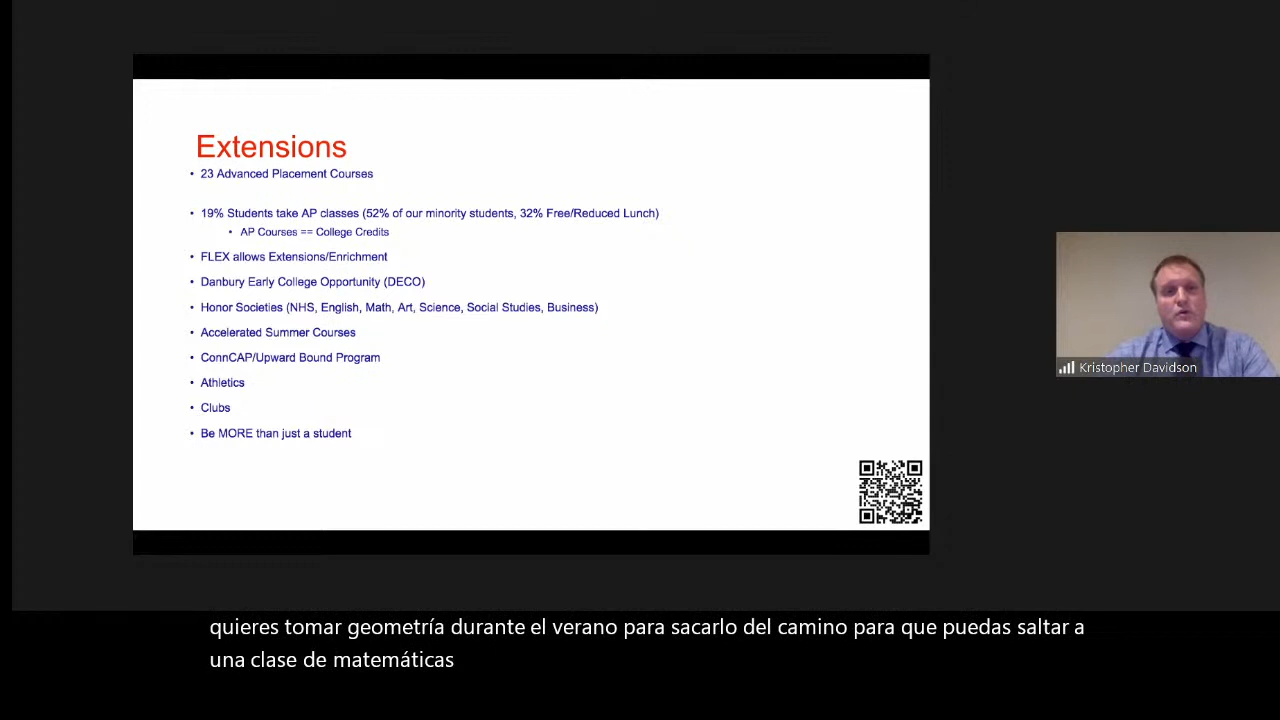 Extensions
23 Advanced Placement Courses
19% Students take AP classes (52% of our minority students, 32% Free/Reduced Lunch)
AP Courses == College Credits
FLEX allows Extensions/Enrichment
Danbury Early College Opportunity (DECO)
Honor Societies (NHS, English, Math, Art, Science, Social Studies, Business)
Accelerated Summer Courses
ConnCAP/Upward Bound Program
Athletics
Clubs
Be MORE than just a student
Kristopher Davidson
quieres tomar geometría durante el verano para sacarlo del camino para que puedas saltar a
una clase de matemáticas